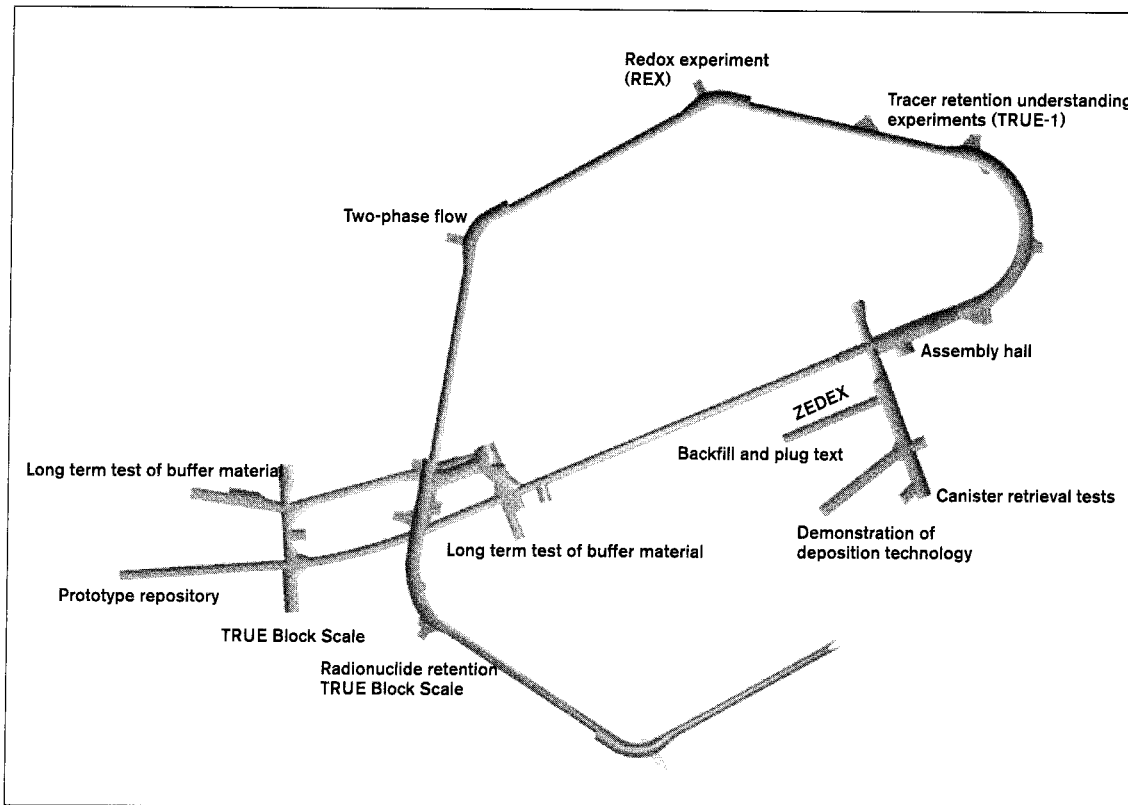 Redox experiment
(REX)
Tracer retention understanding
experiments (TRUE-1)
Two-phase flow
Assembly hall
ZEDEX
Backfill and plug text
Long term test of buffer material
Canister retrieval tests
Demonstration of
deposition technology
Long term test of buffer material
Prototype repository
TRUE Block Scale
Radionuclide retention
TRUE Block Scale